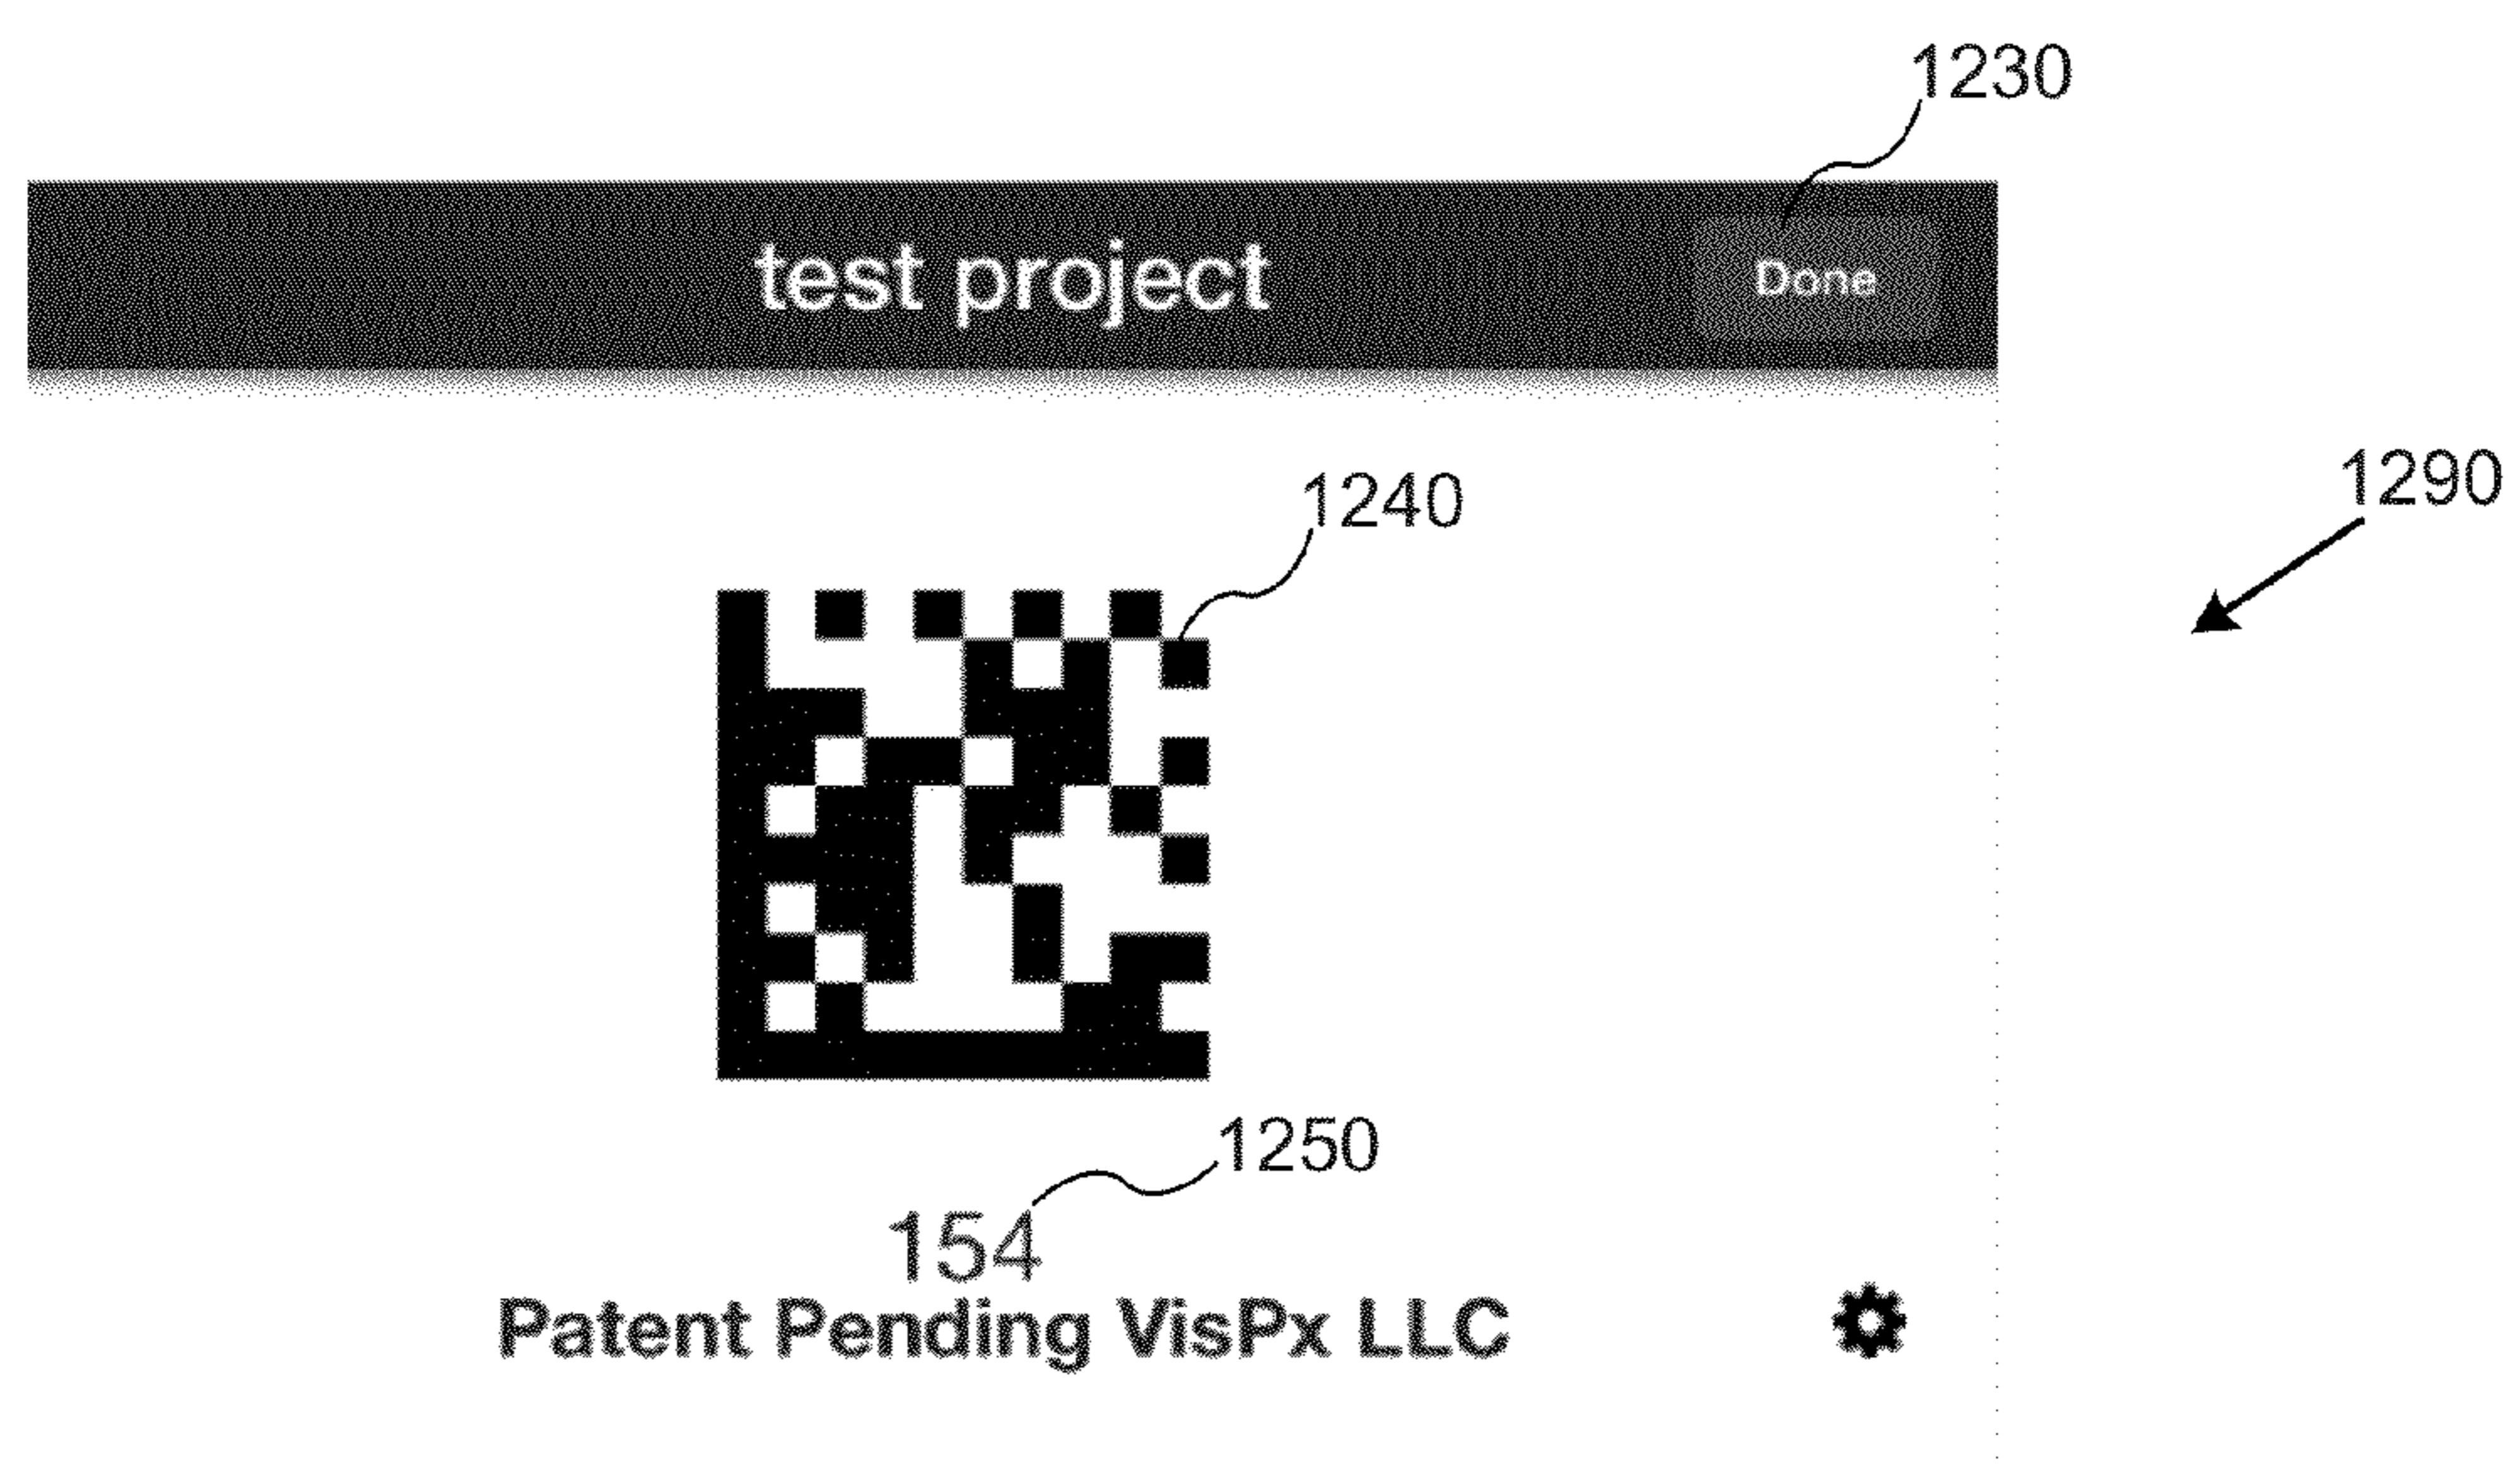 1230
test project Done
1240
1290
1250
154
Patent Pending VisPx LLC